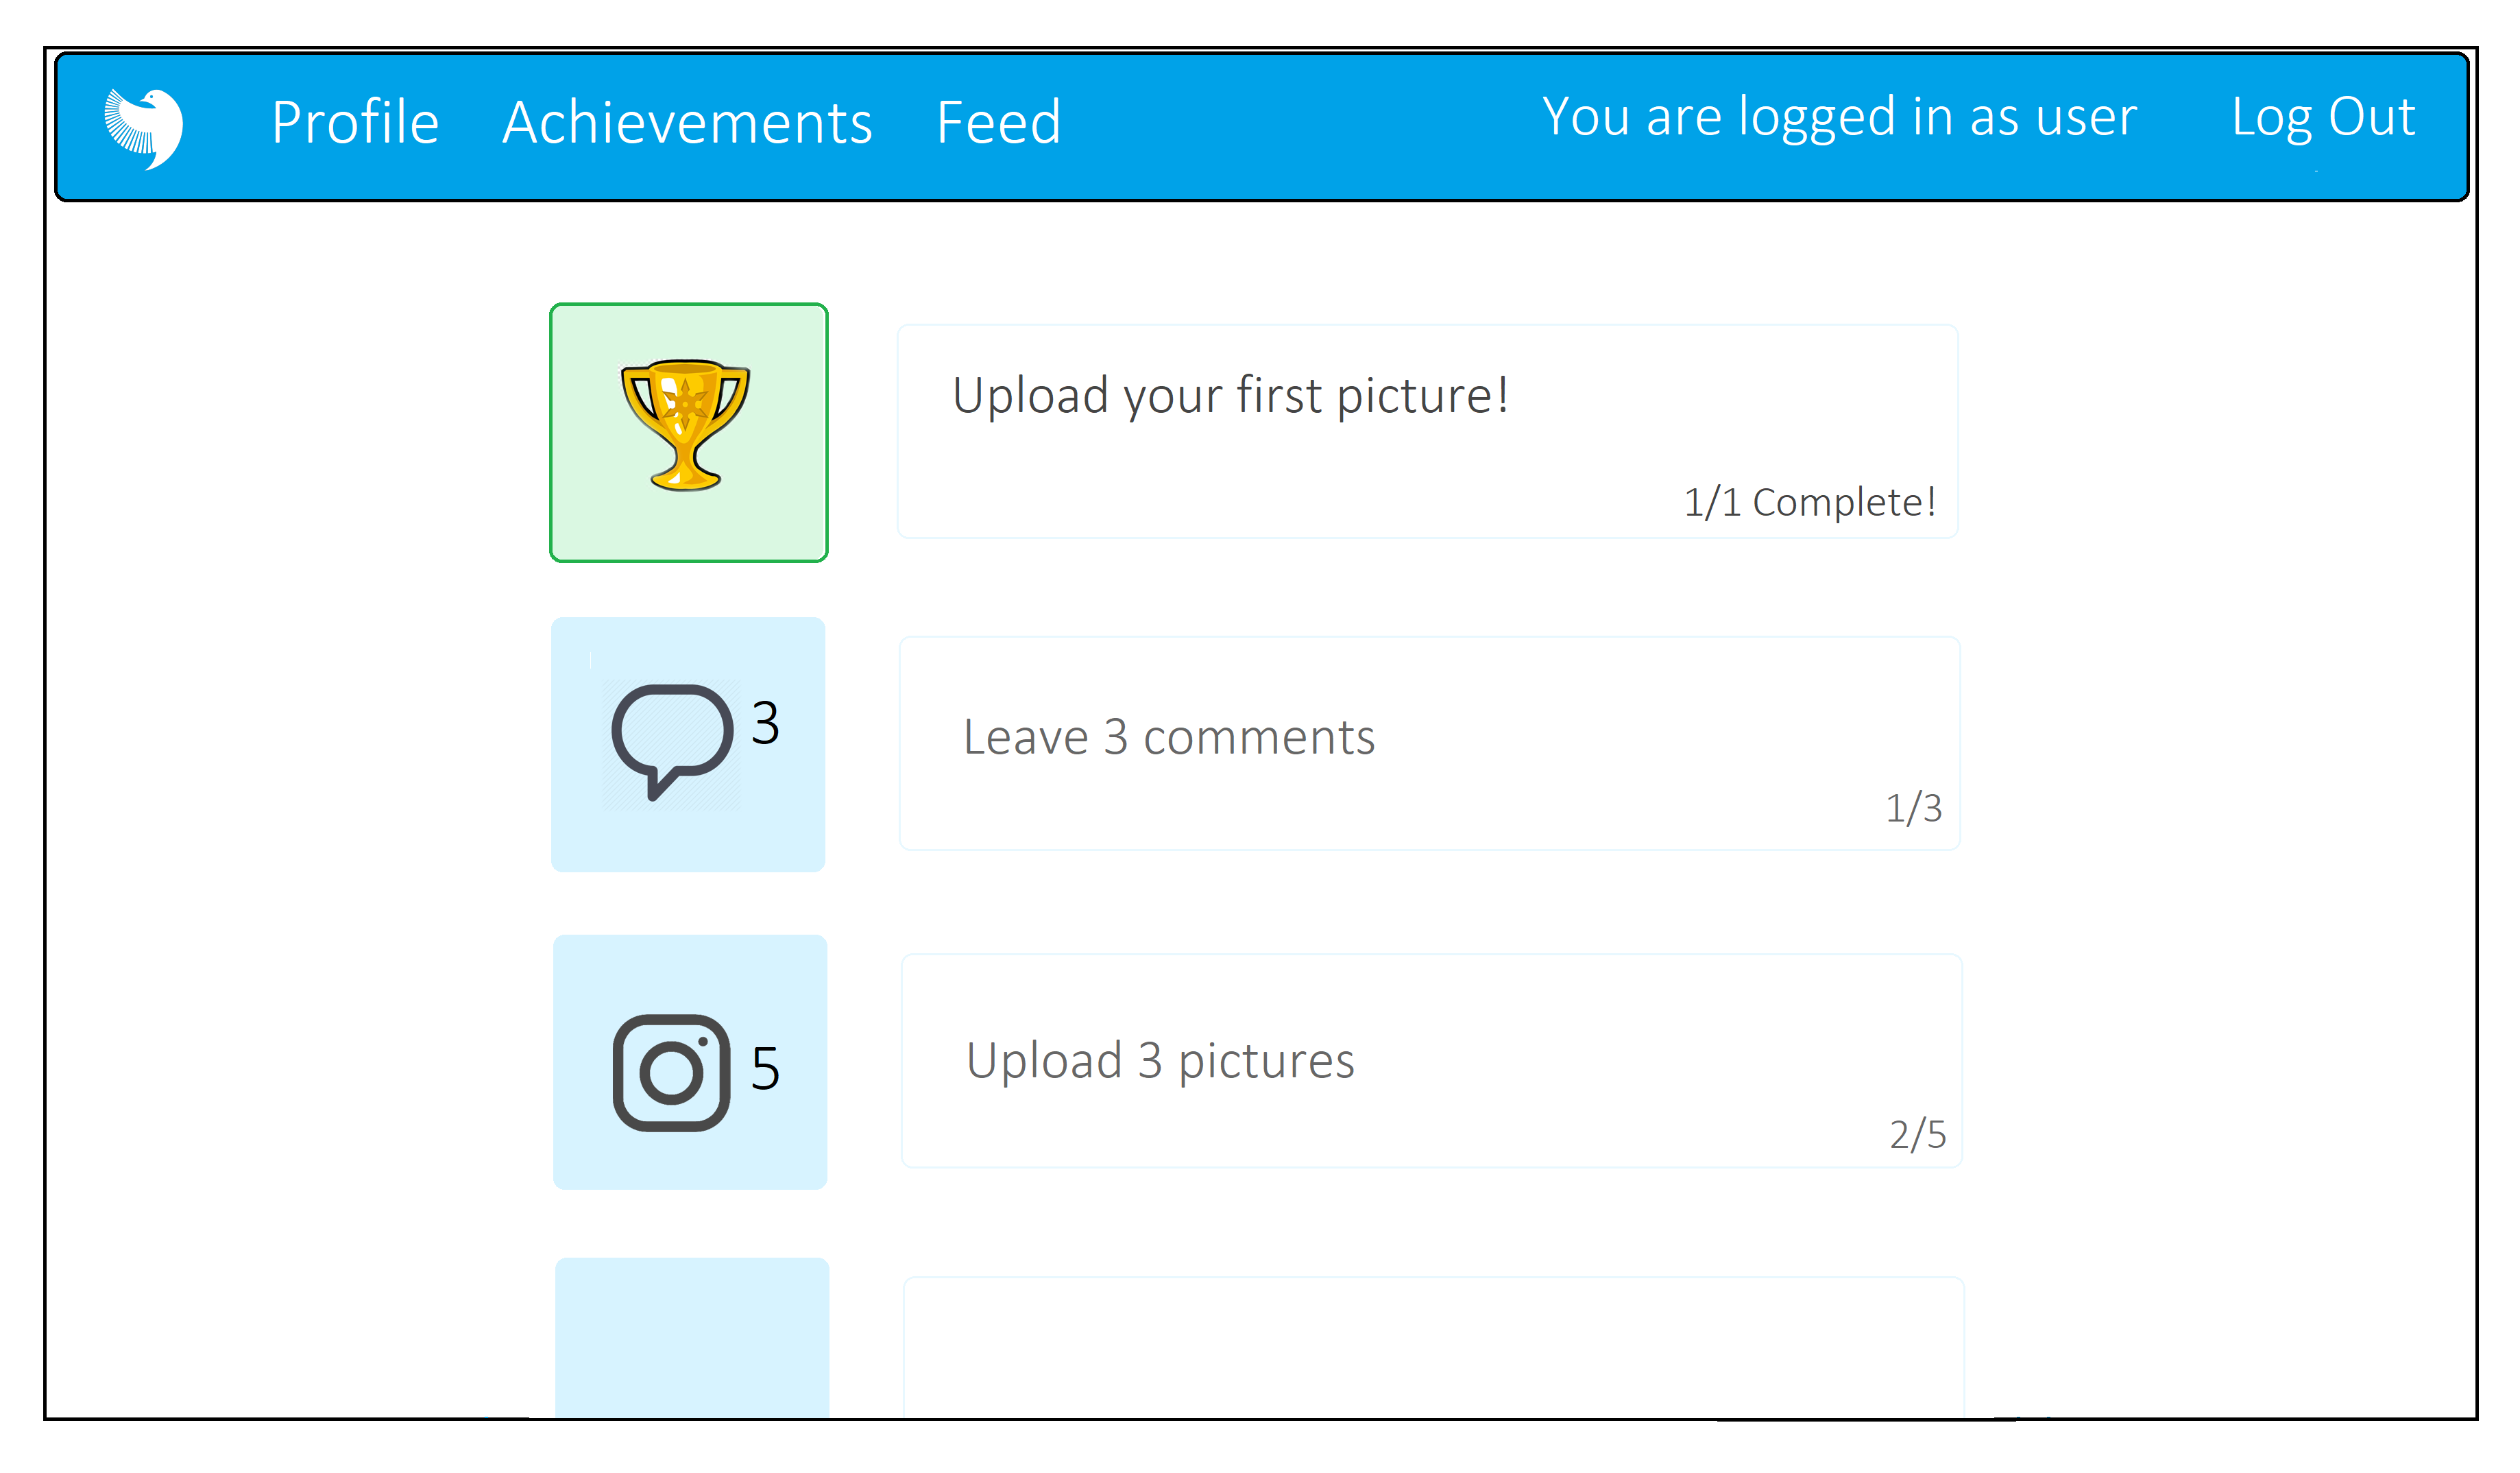 Profile Achievements Feed You are logged in as user Log Out
Upload your first picture!
1/1 Complete!
3
Leave 3 comments
1/3
5
Upload 3 pictures
2/5